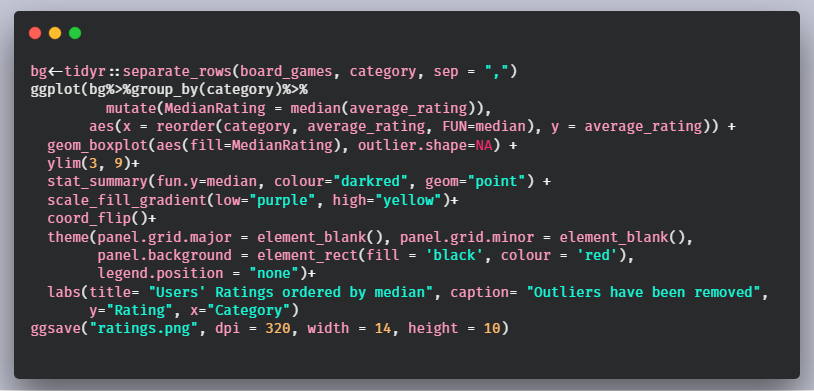 bg<-tidyr::separate_rows(board_games, category, sep = ",")
ggplot(bg%>%group_by(category)%>%
         mutate(MedianRating = median(average_rating)),
       aes(x = reorder(category, average_rating, FUN=median), y = average_rating)) +
  geom_boxplot(aes(fill=MedianRating), outlier.shape=NA) +
  ylim(3, 9)+
  stat_summary(fun.y=median, colour="darkred", geom="point") +
  scale_fill_gradient(low="purple", high="yellow")+
  coord_flip()+
  theme(panel.grid.major = element_blank(), panel.grid.minor = element_blank(),
        panel.background = element_rect(fill = 'black', colour = 'red'),
        legend.position = "none")+
  labs(title= "Users' Ratings ordered by median", caption= "Outliers have been removed",
       y="Rating", x="Category")
ggsave("ratings.png", dpi = 320, width = 14, height = 10)